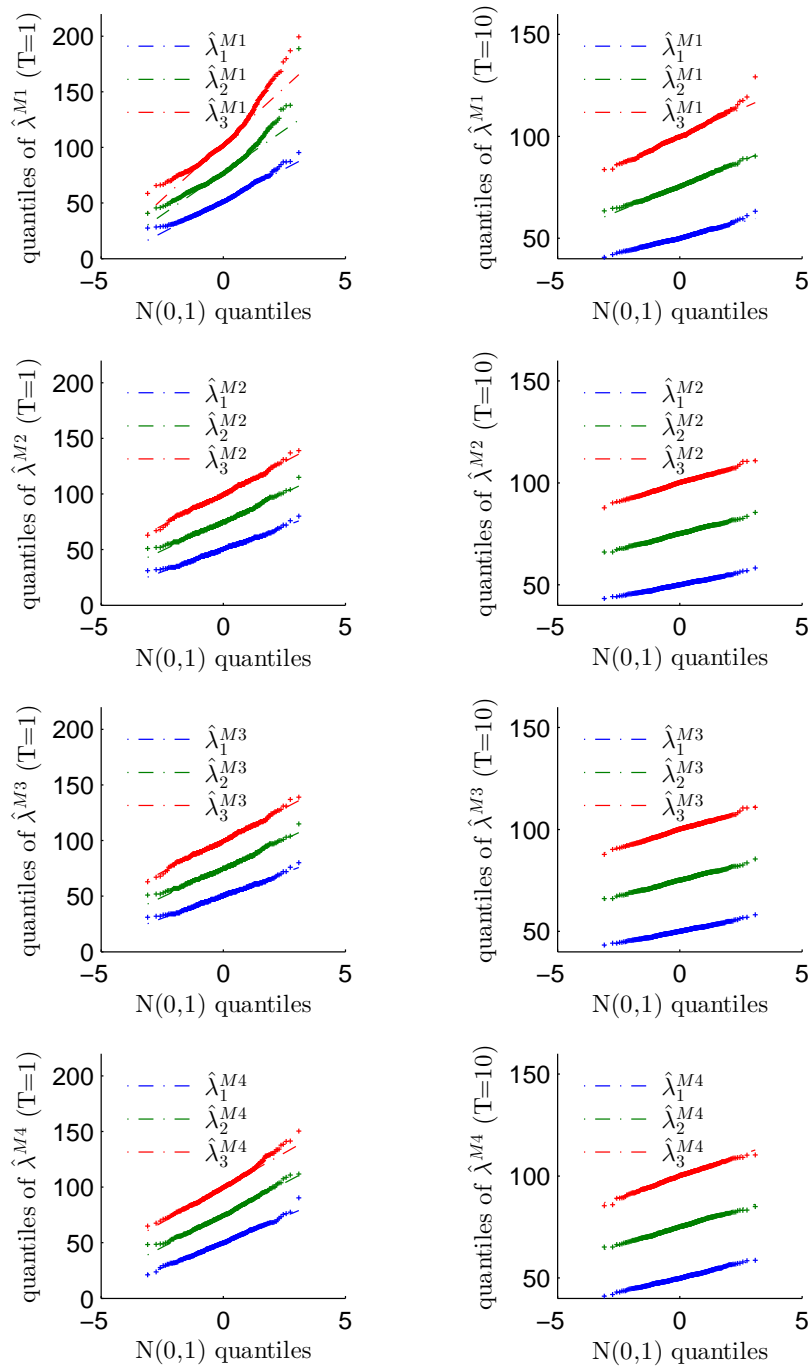 quantiles of λ̂^{M1} (T=1)
200
150
100
50
0
λ̂_1^{M1}
λ̂_2^{M1}
λ̂_3^{M1}
−5 0 5
N(0,1) quantiles
quantiles of λ̂^{M1} (T=10)
150
100
50
λ̂_1^{M1}
λ̂_2^{M1}
λ̂_3^{M1}
−5 0 5
N(0,1) quantiles
quantiles of λ̂^{M2} (T=1)
200
150
100
50
0
λ̂_1^{M2}
λ̂_2^{M2}
λ̂_3^{M2}
−5 0 5
N(0,1) quantiles
quantiles of λ̂^{M2} (T=10)
150
100
50
λ̂_1^{M2}
λ̂_2^{M2}
λ̂_3^{M2}
−5 0 5
N(0,1) quantiles
quantiles of λ̂^{M3} (T=1)
200
150
100
50
0
λ̂_1^{M3}
λ̂_2^{M3}
λ̂_3^{M3}
−5 0 5
N(0,1) quantiles
quantiles of λ̂^{M3} (T=10)
150
100
50
λ̂_1^{M3}
λ̂_2^{M3}
λ̂_3^{M3}
−5 0 5
N(0,1) quantiles
quantiles of λ̂^{M4} (T=1)
200
150
100
50
0
λ̂_1^{M4}
λ̂_2^{M4}
λ̂_3^{M4}
−5 0 5
N(0,1) quantiles
quantiles of λ̂^{M4} (T=10)
150
100
50
λ̂_1^{M4}
λ̂_2^{M4}
λ̂_3^{M4}
−5 0 5
N(0,1) quantiles